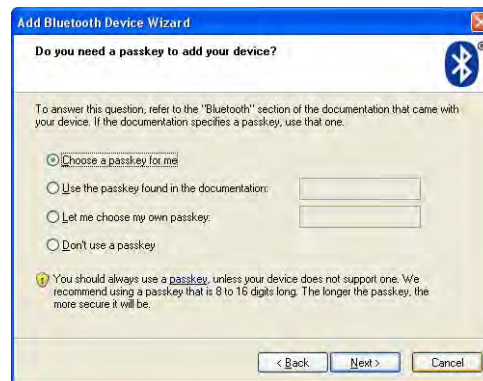 Add Bluetooth Device Wizard
Do you need a passkey to add your device?
To answer this question, refer to the "Bluetooth" section of the documentation that came with
your device. If the documentation specifies a passkey, use that one.
Choose a passkey for me
Use the passkey found in the documentation:
Let me choose my own passkey:
Don't use a passkey
You should always use a passkey, unless your device does not support one. We
recommend using a passkey that is 8 to 16 digits long. The longer the passkey, the
more secure it will be.
< Back Next > Cancel